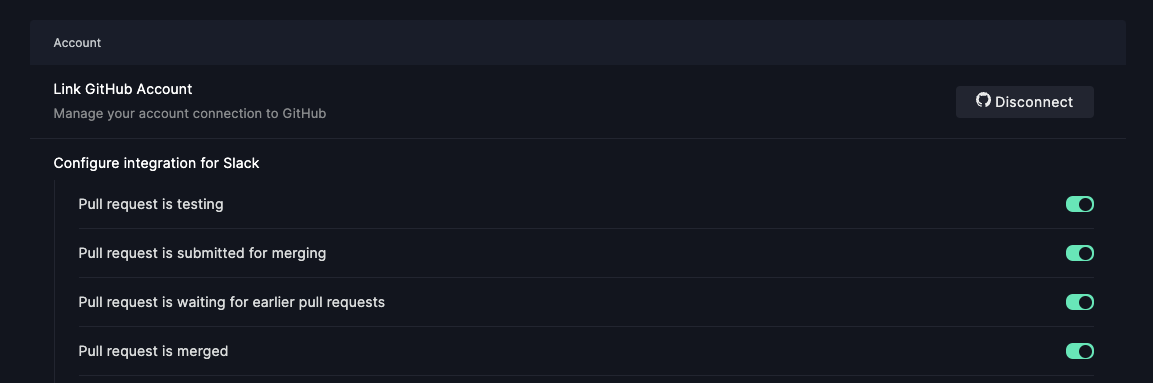 Account
Link GitHub Account
Manage your account connection to GitHub
Disconnect
Configure integration for Slack
Pull request is testing
Pull request is submitted for merging
Pull request is waiting for earlier pull requests
Pull request is merged